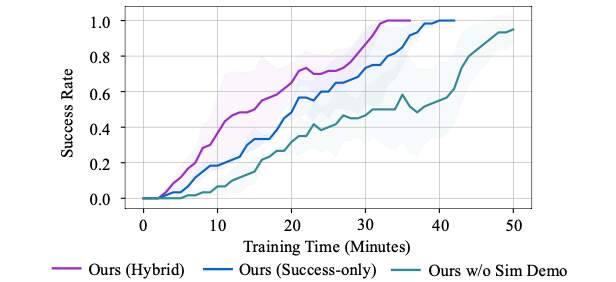 1.0
0.8
0.6
0.4
0.2
0.0
Success Rate
0 10 20 30 40 50
Training Time (Minutes)
Ours (Hybrid) Ours (Success-only) Ours w/o Sim Demo